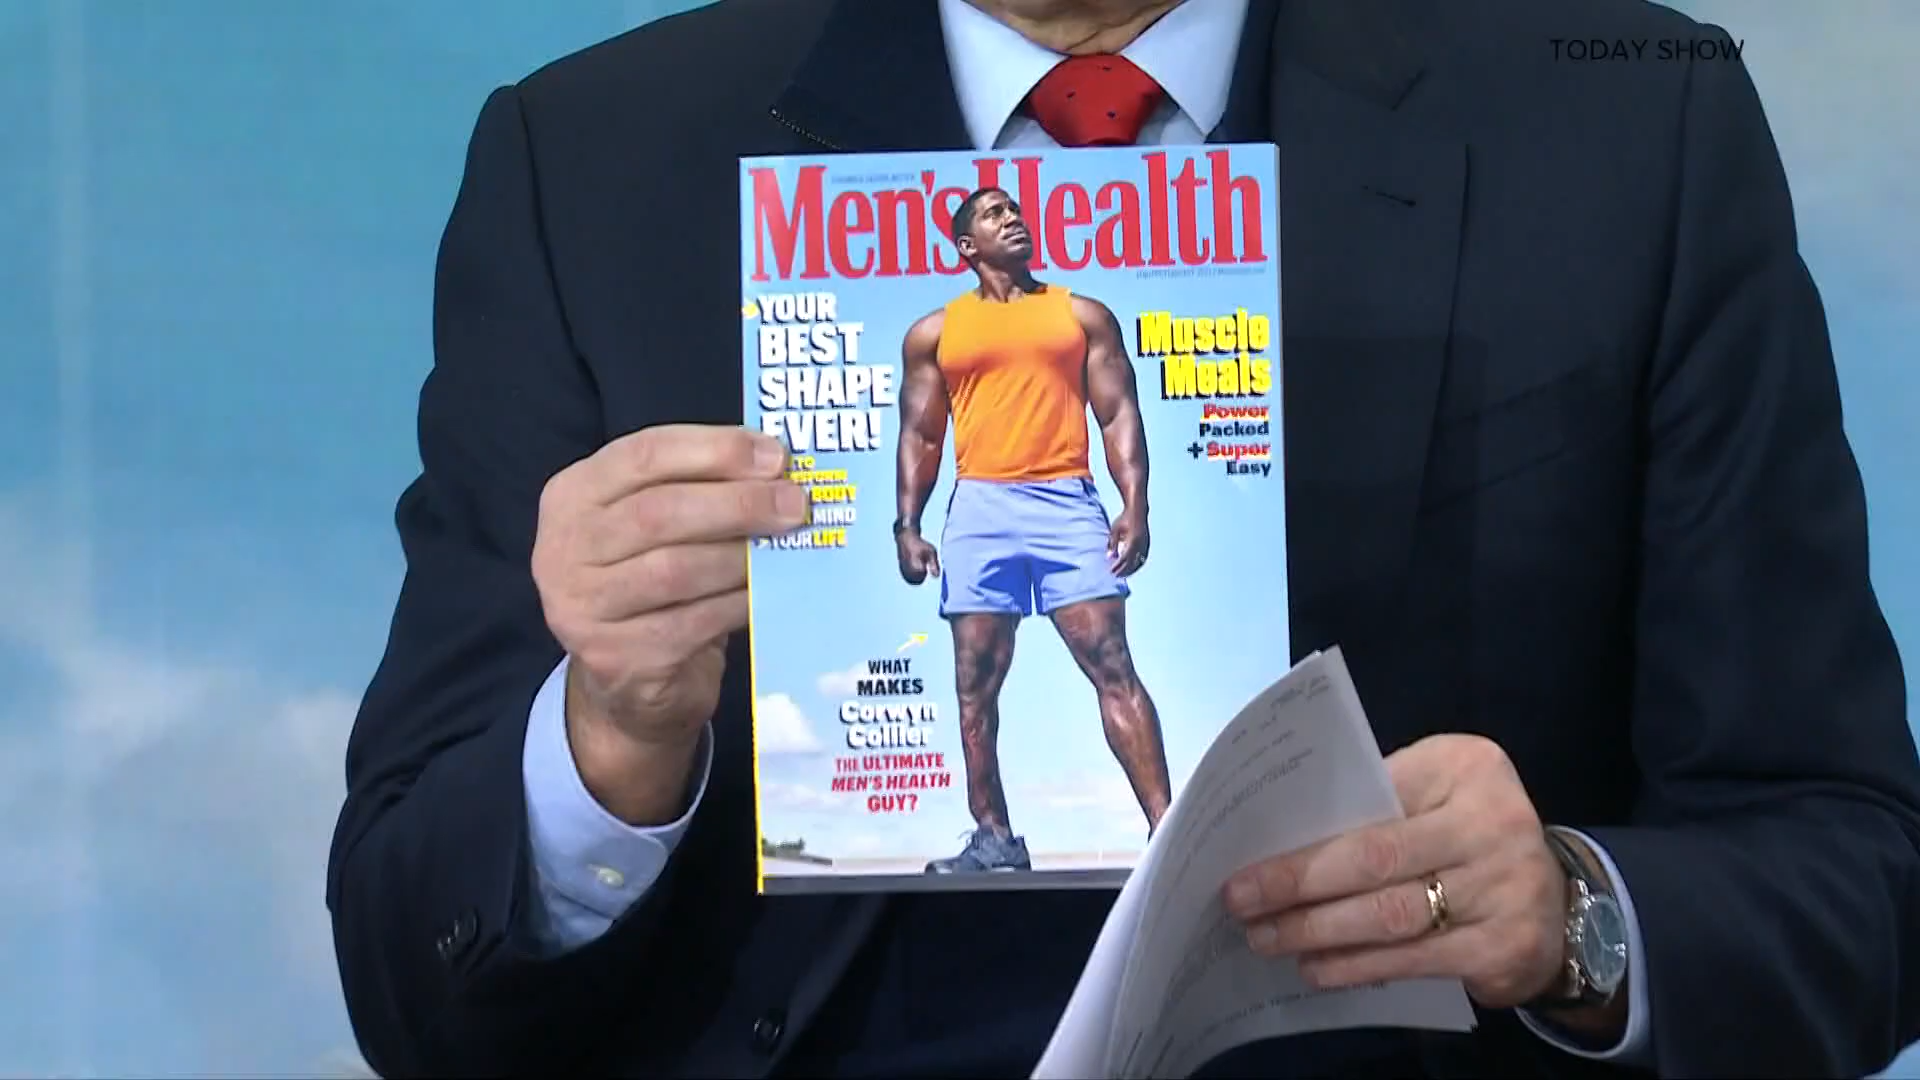 TODAY SHOW
Men's Health
YOUR
BEST
SHAPE
EVER!
TO
BODY
MIND
YOUR LIFE
Muscle
Meals
Power
Packed
+Super
Easy
WHAT
MAKES
Corwyn
Collier
THE ULTIMATE
MEN'S HEALTH
GUY?